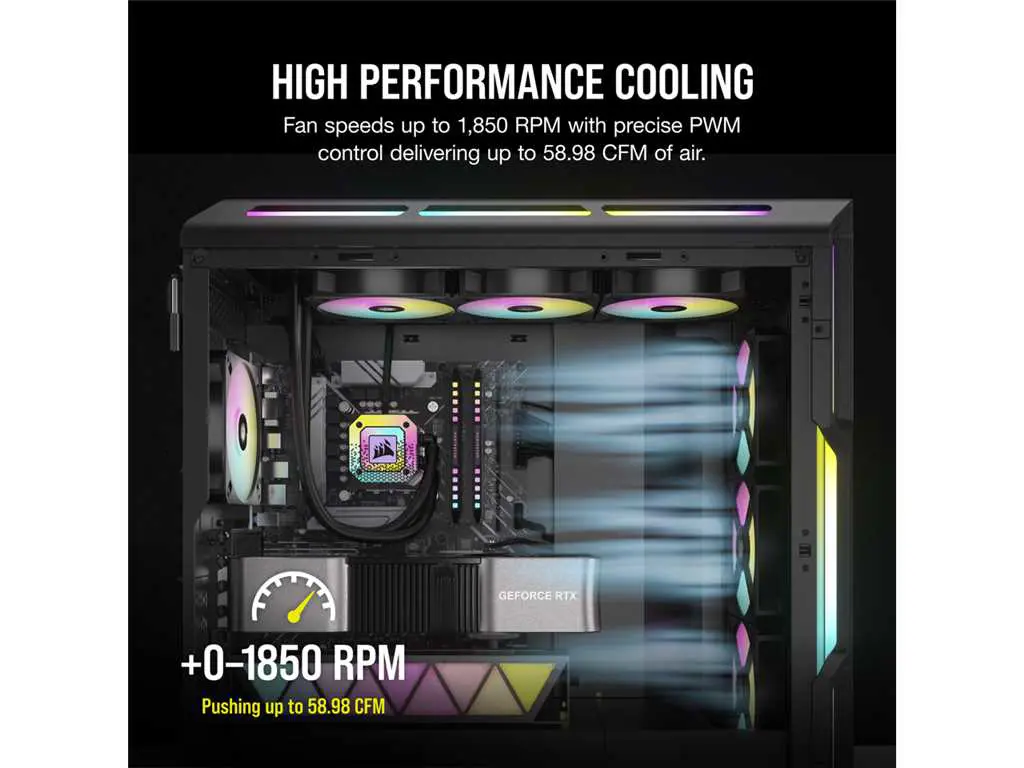 HIGH PERFORMANCE COOLING
Fan speeds up to 1,850 RPM with precise PWM
control delivering up to 58.98 CFM of air.
GEFORCE RTX
+0–1850 RPM
Pushing up to 58.98 CFM